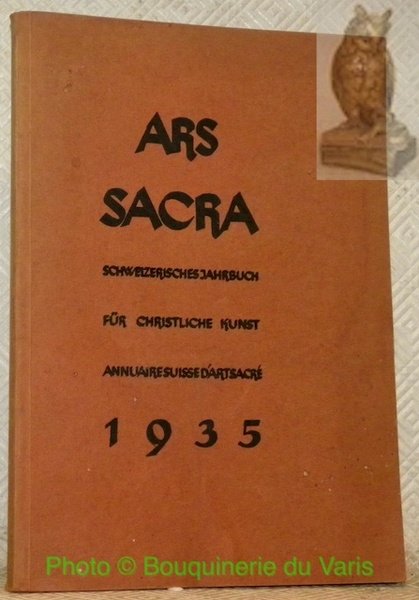 ARS
SACRA
SCHWEIZERISCHES JAHRBUCH
FÜR CHRISTLICHE KUNST
ANNUAIRE SUISSE D'ART SACRÉ
1935
Photo © Bouquinerie du Varis